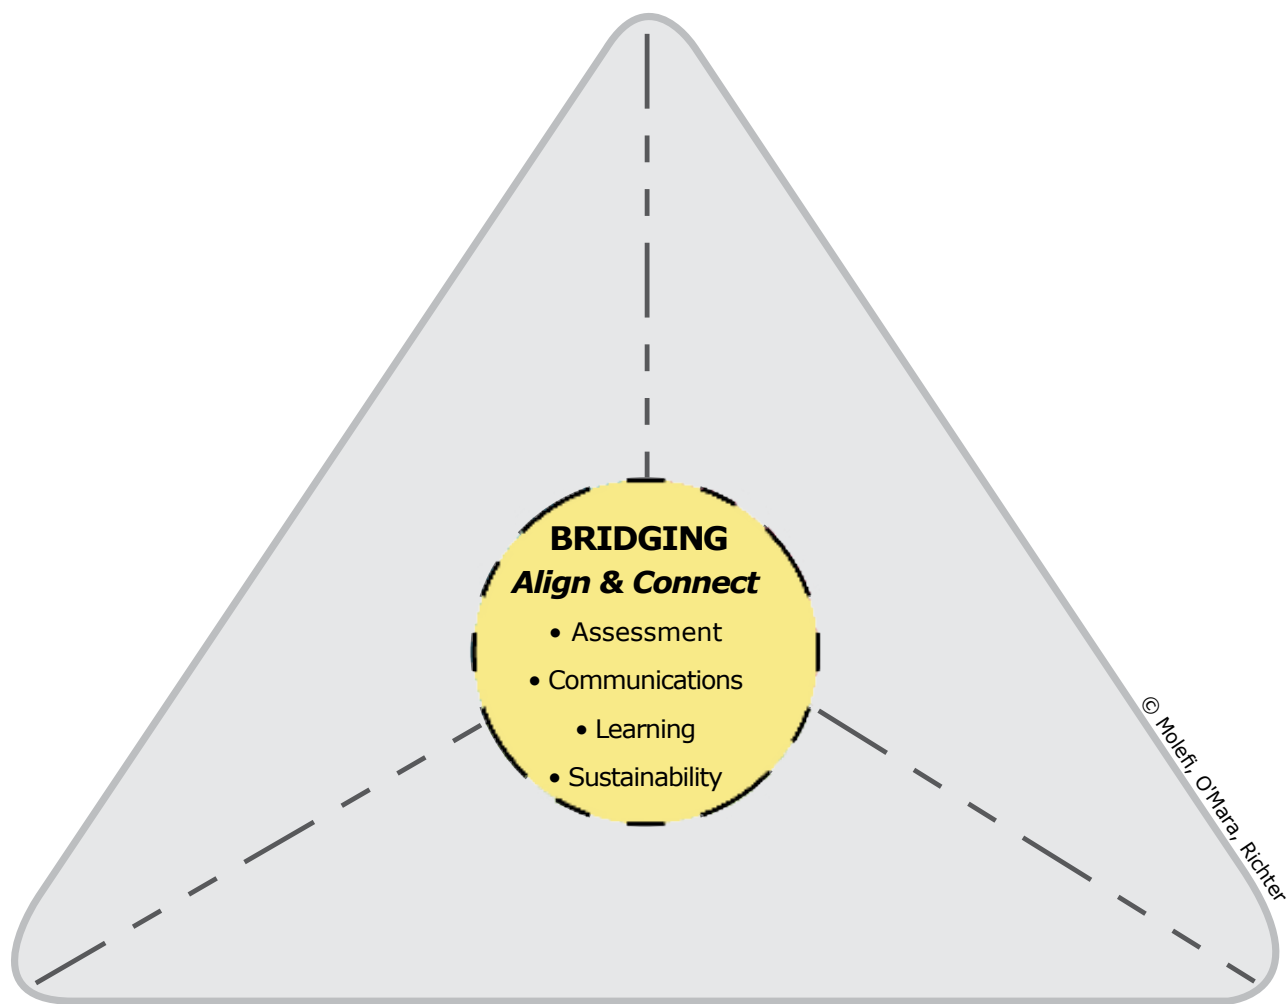 BRIDGING
Align & Connect
• Assessment
• Communications
• Learning
• Sustainability
© Molefi, O'Mara, Richter